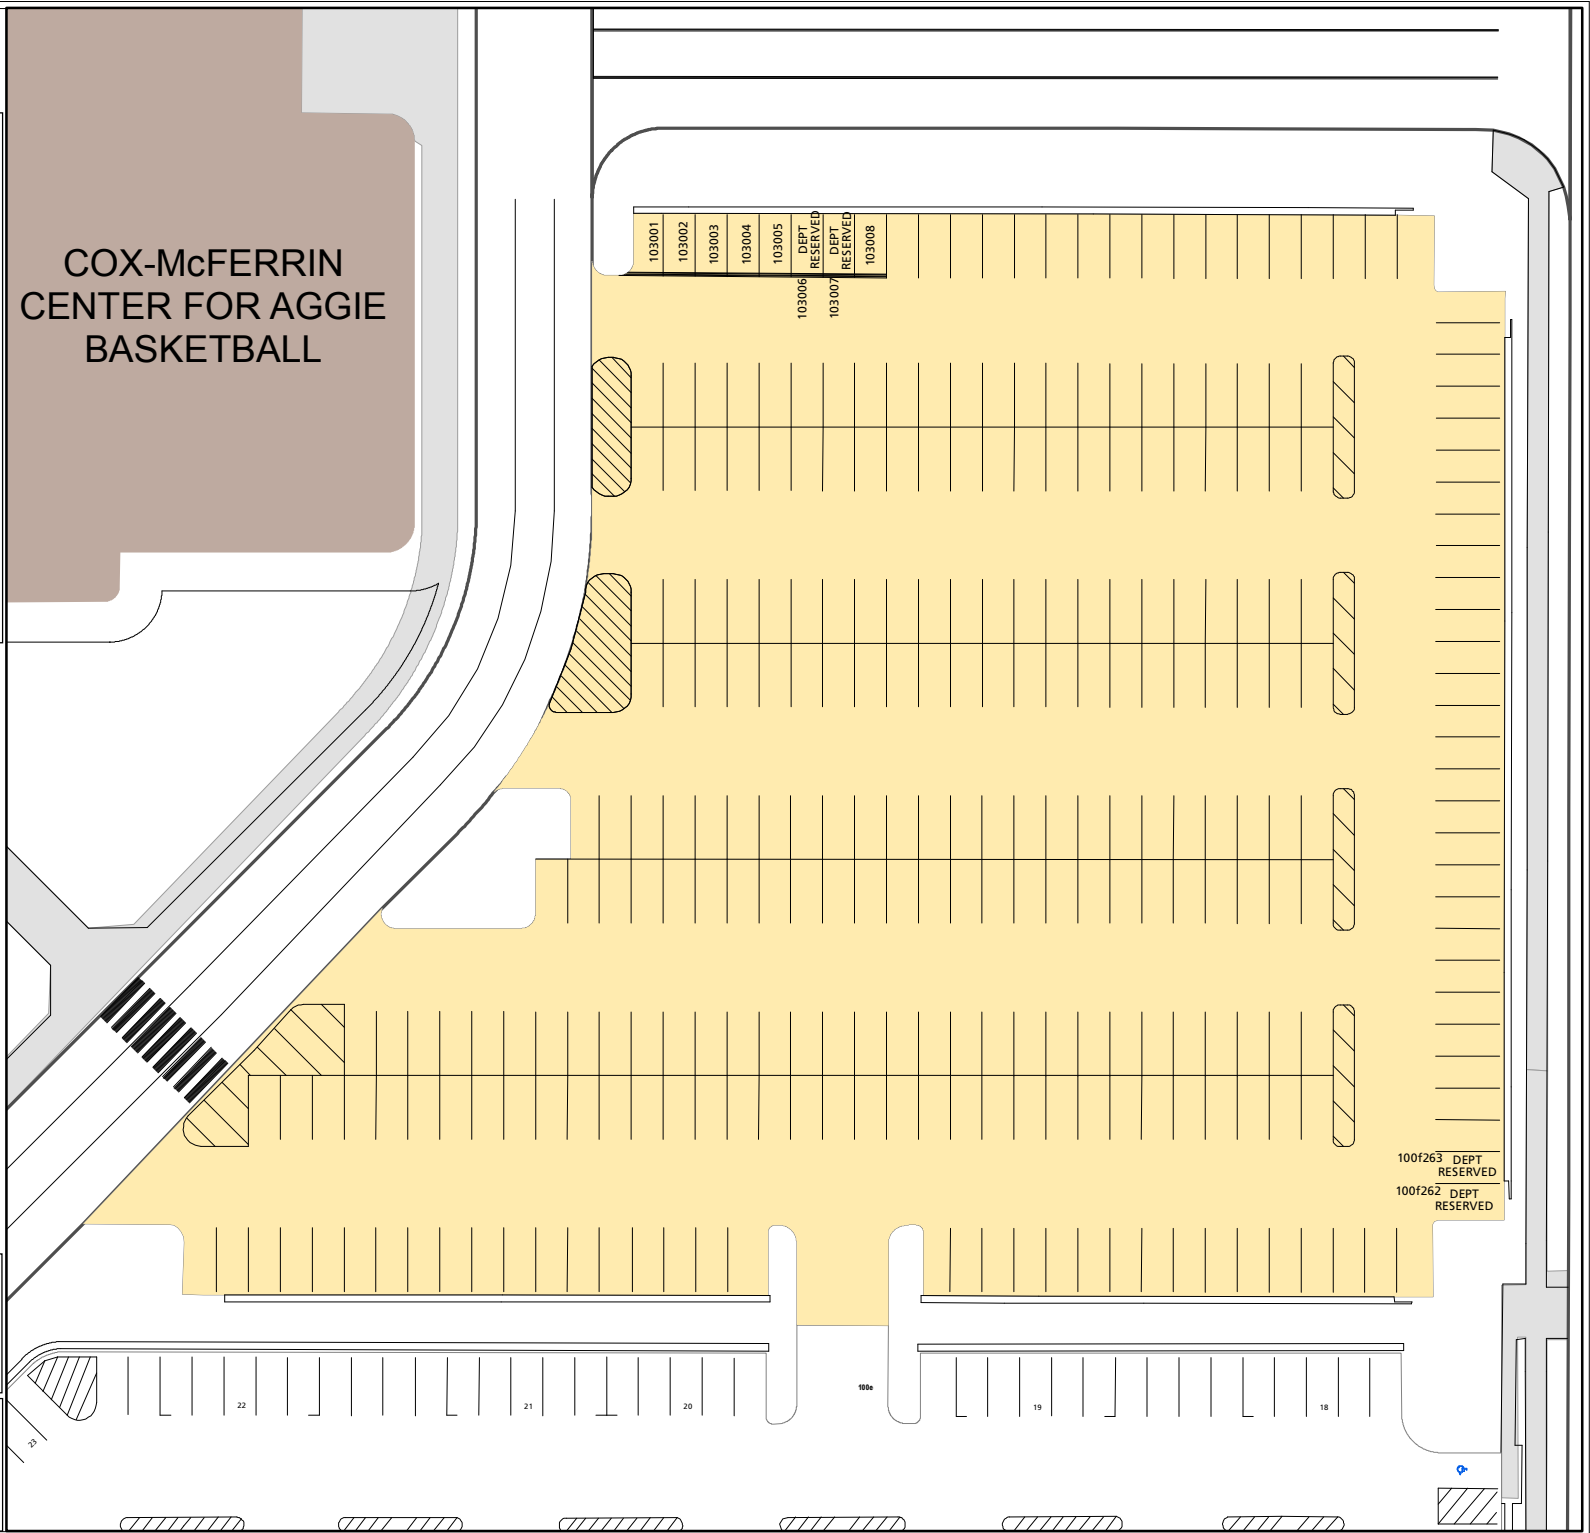 COX-McFERRIN
CENTER FOR AGGIE
BASKETBALL
103001
103002
103003
103004
103005
DEPT
RESERVED
DEPT
RESERVED
103008
103006
103007
100f263
DEPT
RESERVED
100f262
DEPT
RESERVED
100e
22
21
20
19
18
23